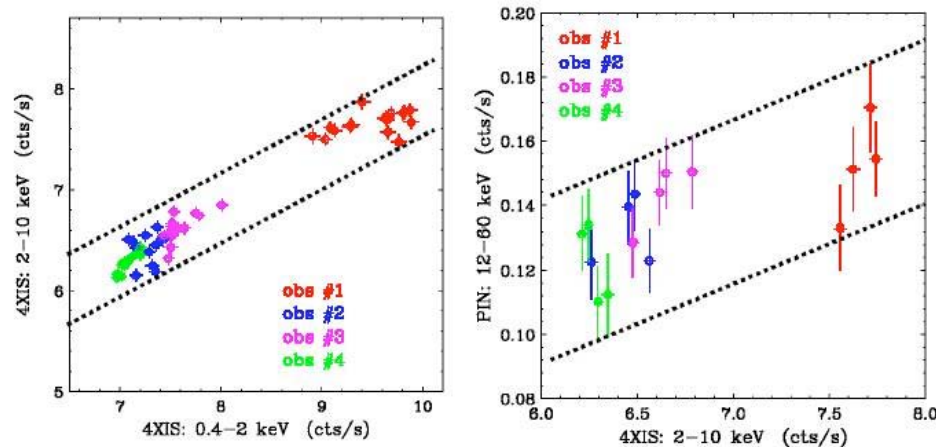 8
7
6
5
4XIS: 2-10 keV (cts/s)
obs #1
obs #2
obs #3
obs #4
7
8
9
10
4XIS: 0.4-2 keV (cts/s)
0.20
0.18
0.16
0.14
0.12
0.10
0.08
PIN: 12-60 keV (cts/s)
obs #1
obs #2
obs #3
obs #4
6.0
6.5
7.0
7.5
8.0
4XIS: 2-10 keV (cts/s)